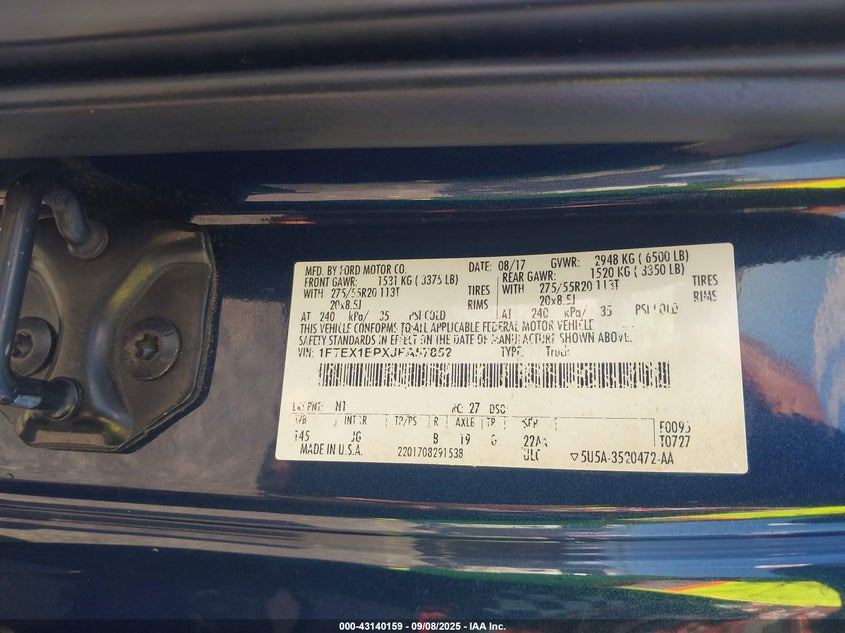 MFD. BY FORD MOTOR CO.
DATE: 08/17 GVWR: 2948 KG ( 6500 LB)
FRONT GAWR: 1531 KG ( 3375 LB)
REAR GAWR: 1520 KG ( 3350 LB)
WITH 275/55R20 113T TIRES
WITH 275/55R20 113T TIRES
20x8.5J RIMS
20x8.5J RIMS
AT 240 kPa/ 35 PSI COLD
AT 240 kPa/ 35 PSI COLD
THIS VEHICLE CONFORMS TO ALL APPLICABLE FEDERAL MOTOR VEHICLE
SAFETY STANDARDS IN EFFECT ON THE DATE OF MANUFACTURE SHOWN ABOVE.
VIN: 1FTEX1EPXJFA57852 TYPE: Truck
EXT PNT: N1 RC: 27 DSO:
WB INT TR TP/PS R AXLE TR SPR F0095
145 JG B 19 6 22AA T0727
MADE IN U.S.A. 2201708291538 ULC ▽5U5A-3520472-AA
000-43140159 - 09/08/2025 - IAA Inc.